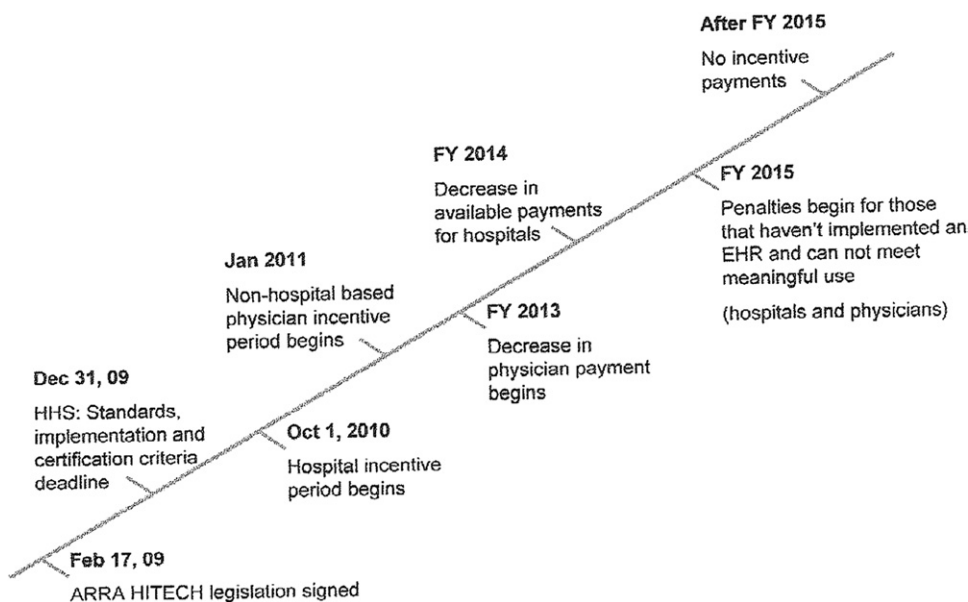 After FY 2015
No incentive
payments
FY 2014
Decrease in
available payments
for hospitals
FY 2015
Penalties begin for those
that haven't implemented an
EHR and can not meet
meaningful use
(hospitals and physicians)
Jan 2011
Non-hospital based
physician incentive
period begins
FY 2013
Decrease in
physician payment
begins
Dec 31, 09
HHS: Standards,
implementation and
certification criteria
deadline
Oct 1, 2010
Hospital incentive
period begins
Feb 17, 09
ARRA HITECH legislation signed